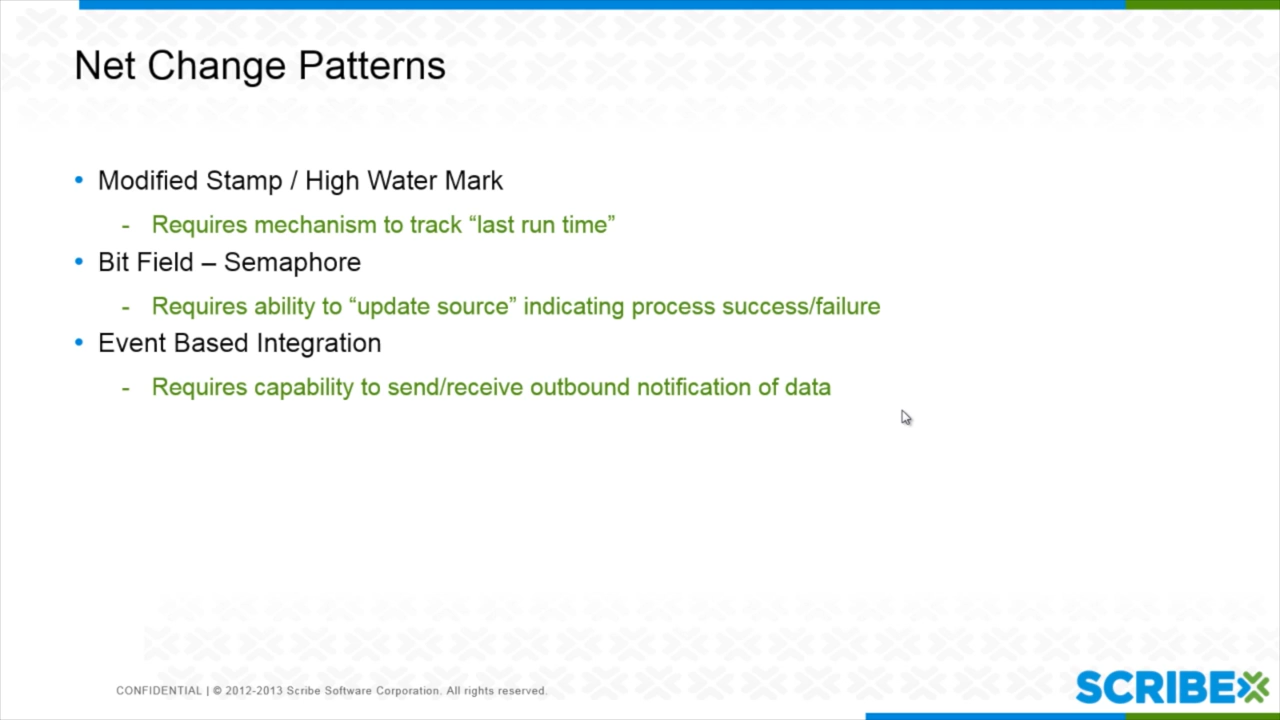 Net Change Patterns
• Modified Stamp / High Water Mark
- Requires mechanism to track “last run time”
• Bit Field – Semaphore
- Requires ability to “update source” indicating process success/failure
• Event Based Integration
- Requires capability to send/receive outbound notification of data
CONFIDENTIAL | © 2012-2013 Scribe Software Corporation. All rights reserved.
SCRIBE